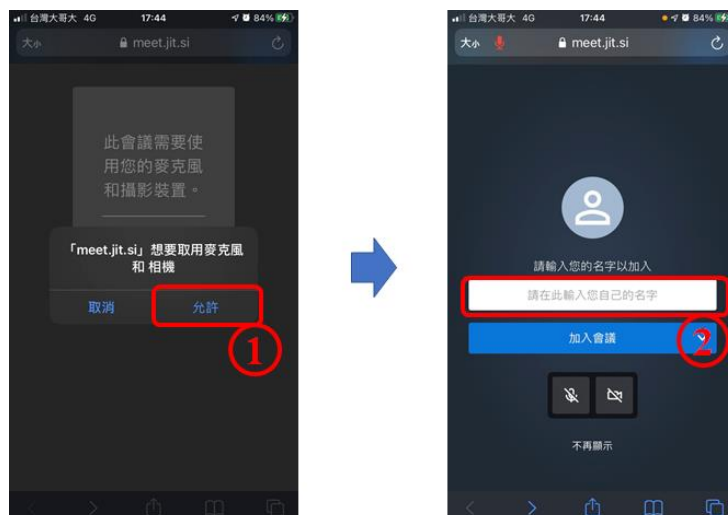 台灣大哥大 4G 17:44 84%
大小 meet.jit.si
此會議需要使
用您的麥克風
和攝影裝置。
「meet.jit.si」想要取用麥克風
和 相機
取消 允許
1
台灣大哥大 4G 17:44 84%
大小 meet.jit.si
請輸入您的名字以加入
請在此輸入您自己的名字
加入會議
2
不再顯示